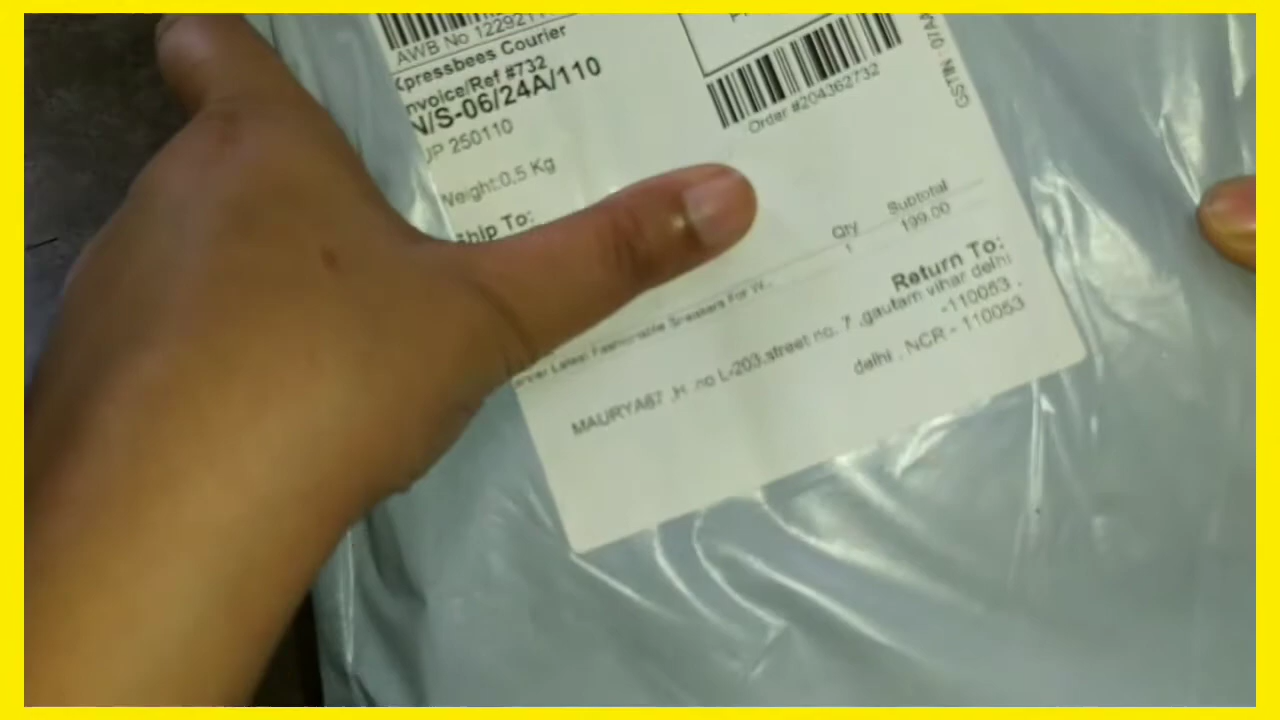 AWB No 122921
Xpressbees Courier
Invoice/Ref #732
N/S-06/24A/110
UP 250110
Weight:0.5 Kg
Ship To:
Order #204362732
GSTIN : 07AA
Qty Subtotal
Latest Fashionable Sneakers For W.. 1 199.00
Return To:
MAURYA87 ,H .no L-203,street no. 7 ,gautam vihar delhi
-110053 ,
delhi , NCR - 110053